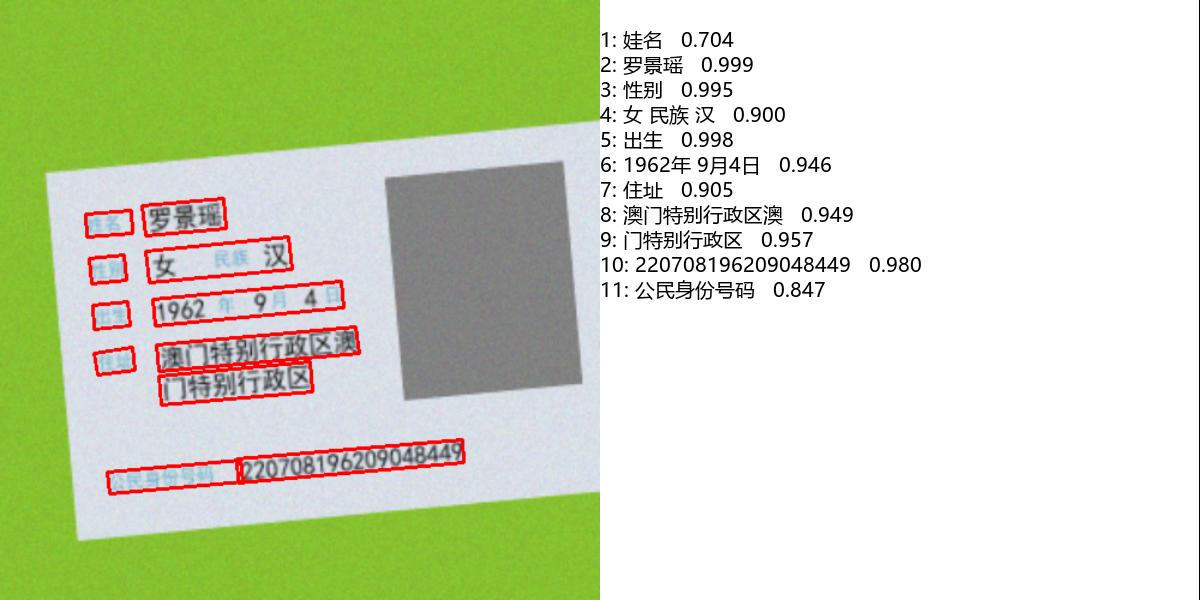 姓名 罗景瑶
性别 女 民族 汉
出生 1962 年 9 月 4 日
住址 澳门特别行政区澳
门特别行政区
公民身份号码 220708196209048449
1: 娃名 0.704
2: 罗景瑶 0.999
3: 性别 0.995
4: 女 民族 汉 0.900
5: 出生 0.998
6: 1962年 9月4日 0.946
7: 住址 0.905
8: 澳门特别行政区澳 0.949
9: 门特别行政区 0.957
10: 220708196209048449 0.980
11: 公民身份号码 0.847